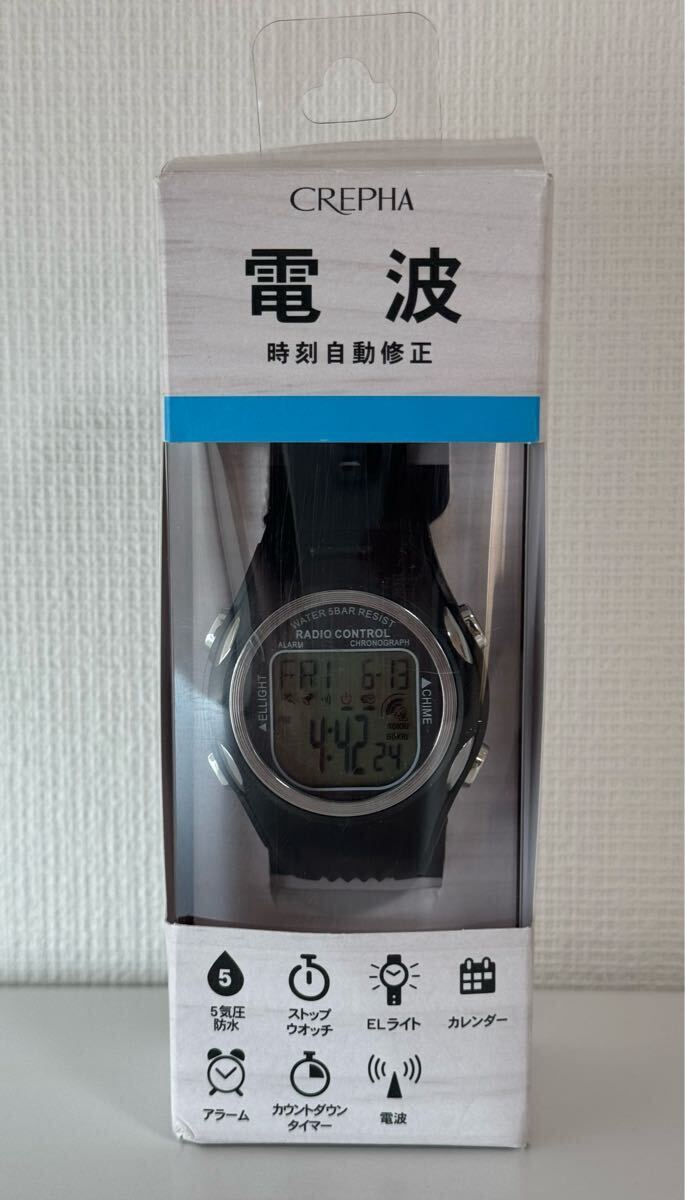 CREPHA
電波
時刻自動修正
WATER 5BAR RESIST
RADIO CONTROL
ALARM CHRONOGRAPH
▲ELLIGHT
▲CHIME
FRI 6-13
4:42 24
5
5気圧
防水
ストップ
ウオッチ
ELライト
カレンダー
アラーム
カウントダウン
タイマー
電波